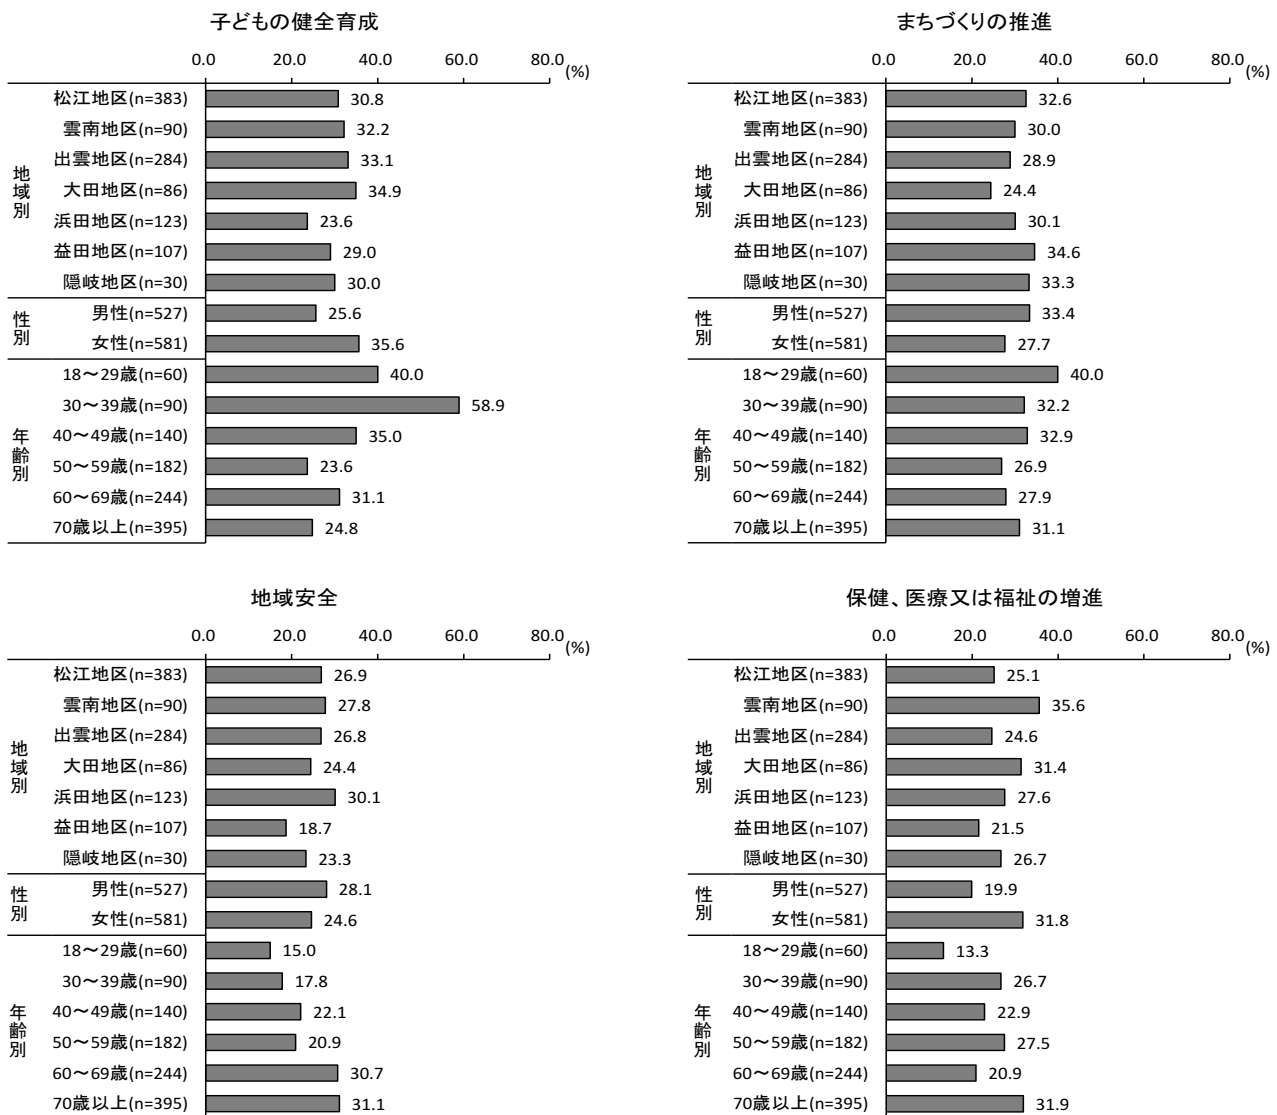 子どもの健全育成
0.0 20.0 40.0 60.0 80.0
(%)
地域別
松江地区(n=383) 30.8
雲南地区(n=90) 32.2
出雲地区(n=284) 33.1
大田地区(n=86) 34.9
浜田地区(n=123) 23.6
益田地区(n=107) 29.0
隠岐地区(n=30) 30.0
性別
男性(n=527) 25.6
女性(n=581) 35.6
年齢別
18～29歳(n=60) 40.0
30～39歳(n=90) 58.9
40～49歳(n=140) 35.0
50～59歳(n=182) 23.6
60～69歳(n=244) 31.1
70歳以上(n=395) 24.8
まちづくりの推進
0.0 20.0 40.0 60.0 80.0
(%)
地域別
松江地区(n=383) 32.6
雲南地区(n=90) 30.0
出雲地区(n=284) 28.9
大田地区(n=86) 24.4
浜田地区(n=123) 30.1
益田地区(n=107) 34.6
隠岐地区(n=30) 33.3
性別
男性(n=527) 33.4
女性(n=581) 27.7
年齢別
18～29歳(n=60) 40.0
30～39歳(n=90) 32.2
40～49歳(n=140) 32.9
50～59歳(n=182) 26.9
60～69歳(n=244) 27.9
70歳以上(n=395) 31.1
地域安全
0.0 20.0 40.0 60.0 80.0
(%)
地域別
松江地区(n=383) 26.9
雲南地区(n=90) 27.8
出雲地区(n=284) 26.8
大田地区(n=86) 24.4
浜田地区(n=123) 30.1
益田地区(n=107) 18.7
隠岐地区(n=30) 23.3
性別
男性(n=527) 28.1
女性(n=581) 24.6
年齢別
18～29歳(n=60) 15.0
30～39歳(n=90) 17.8
40～49歳(n=140) 22.1
50～59歳(n=182) 20.9
60～69歳(n=244) 30.7
70歳以上(n=395) 31.1
保健、医療又は福祉の増進
0.0 20.0 40.0 60.0 80.0
(%)
地域別
松江地区(n=383) 25.1
雲南地区(n=90) 35.6
出雲地区(n=284) 24.6
大田地区(n=86) 31.4
浜田地区(n=123) 27.6
益田地区(n=107) 21.5
隠岐地区(n=30) 26.7
性別
男性(n=527) 19.9
女性(n=581) 31.8
年齢別
18～29歳(n=60) 13.3
30～39歳(n=90) 26.7
40～49歳(n=140) 22.9
50～59歳(n=182) 27.5
60～69歳(n=244) 20.9
70歳以上(n=395) 31.9